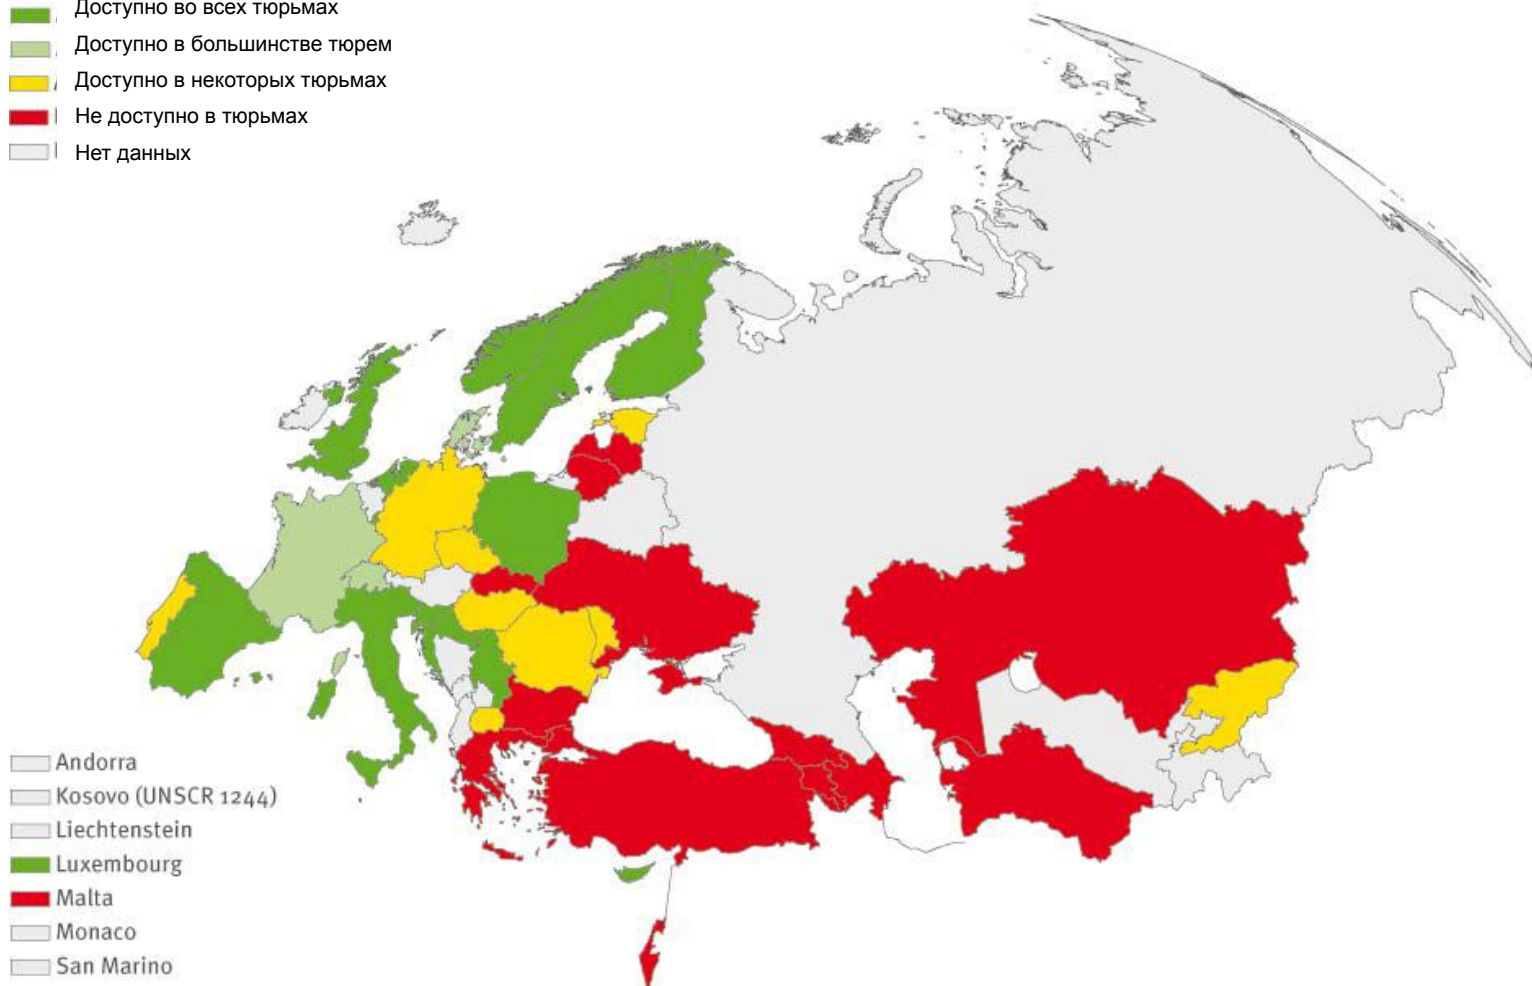 Доступно во всех тюрьмах
Доступно в большинстве тюрем
Доступно в некоторых тюрьмах
Не доступно в тюрьмах
Нет данных
Andorra
Kosovo (UNSCR 1244)
Liechtenstein
Luxembourg
Malta
Monaco
San Marino